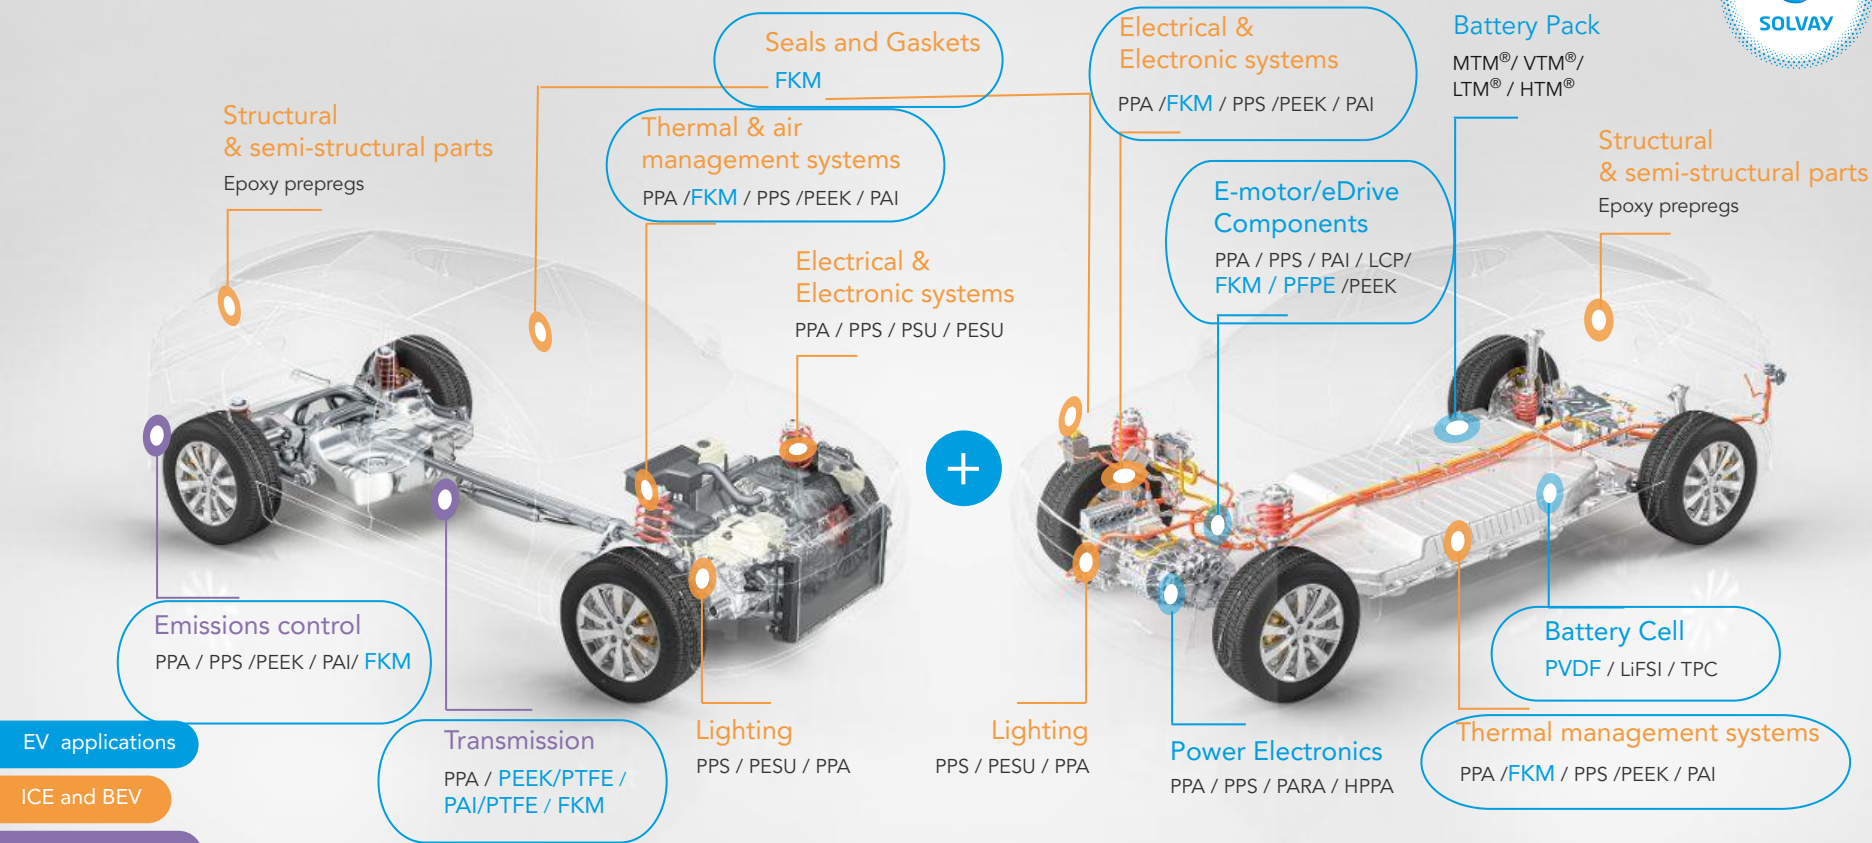 Seals and Gaskets
FKM
Electrical &
Electronic systems
PPA /FKM / PPS /PEEK / PAI
Battery Pack
MTM®/ VTM®/
LTM® / HTM®
SOLVAY
Structural
& semi-structural parts
Epoxy prepregs
Thermal & air
management systems
PPA /FKM / PPS /PEEK / PAI
Structural
& semi-structural parts
Epoxy prepregs
E-motor/eDrive
Components
PPA / PPS / PAI / LCP/
FKM / PFPE /PEEK
Electrical &
Electronic systems
PPA / PPS / PSU / PESU
+
Emissions control
PPA / PPS /PEEK / PAI/ FKM
Battery Cell
PVDF / LiFSI / TPC
EV applications
ICE and BEV
Transmission
PPA / PEEK/PTFE /
PAI/PTFE / FKM
Lighting
PPS / PESU / PPA
Lighting
PPS / PESU / PPA
Power Electronics
PPA / PPS / PARA / HPPA
Thermal management systems
PPA /FKM / PPS /PEEK / PAI